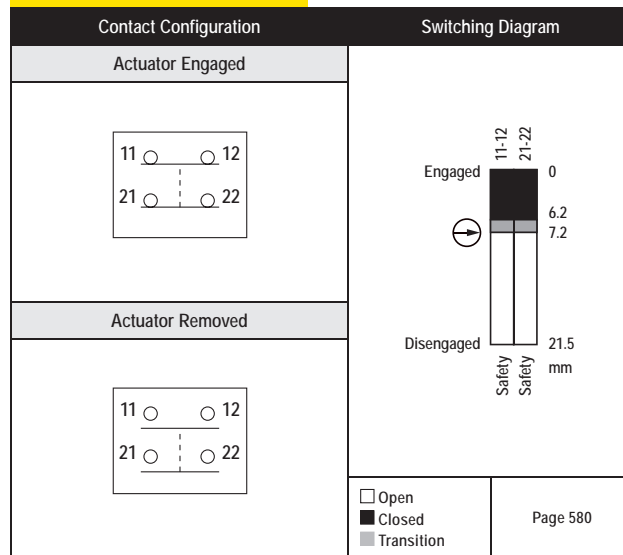 Contact Configuration
Switching Diagram
Actuator Engaged
11 12
21 22
Actuator Removed
11 12
21 22
11-12
21-22
Engaged
0
6.2
7.2
Disengaged
21.5
mm
Safety
Safety
Open
Closed
Transition
Page 580